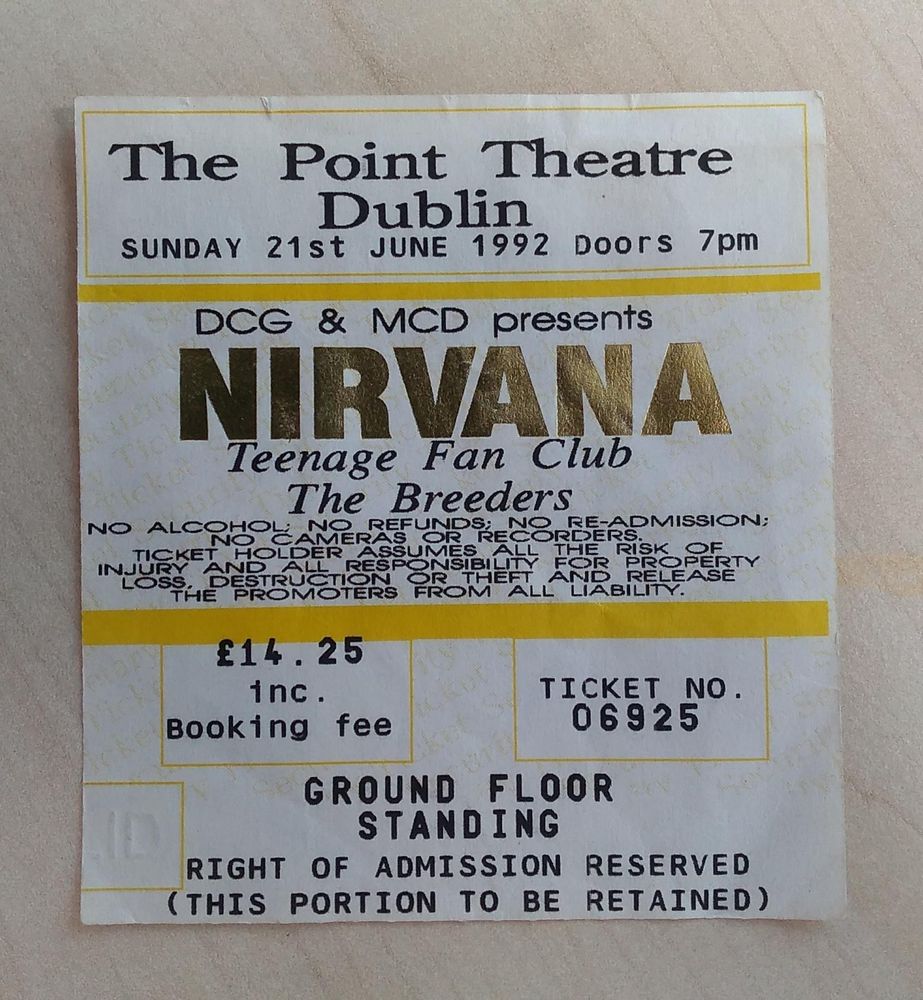 The Point Theatre
Dublin
SUNDAY 21st JUNE 1992 Doors 7pm
DCG & MCD presents
NIRVANA
Teenage Fan Club
The Breeders
NO ALCOHOL; NO REFUNDS; NO RE-ADMISSION;
NO CAMERAS OR RECORDERS.
TICKET HOLDER ASSUMES ALL THE RISK OF
INJURY AND ALL RESPONSIBILITY FOR PROPERTY
LOSS, DESTRUCTION OR THEFT AND RELEASE
THE PROMOTERS FROM ALL LIABILITY.
£14.25
inc.
Booking fee
TICKET NO.
06925
GROUND FLOOR
STANDING
RIGHT OF ADMISSION RESERVED
(THIS PORTION TO BE RETAINED)